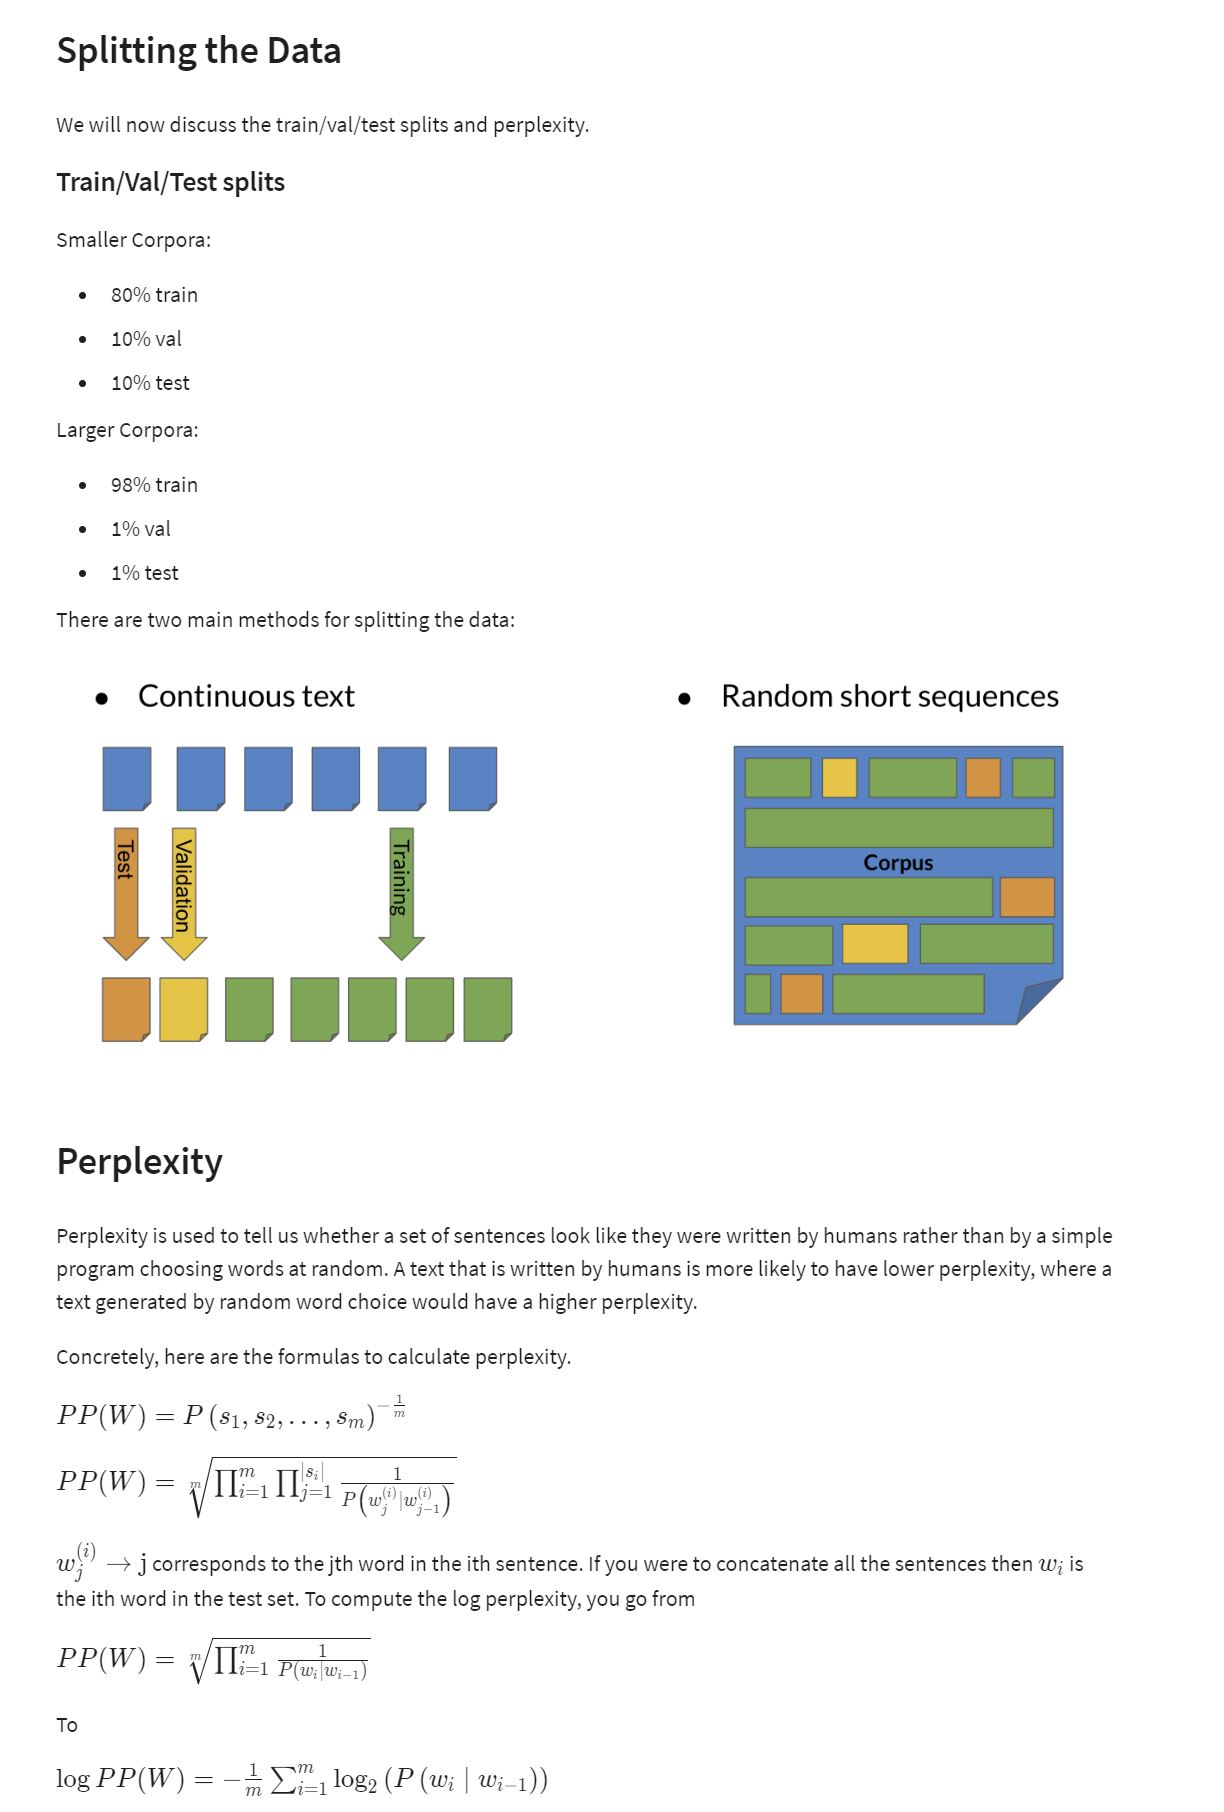 Splitting the Data
We will now discuss the train/val/test splits and perplexity.
Train/Val/Test splits
Smaller Corpora:
• 80% train
• 10% val
• 10% test
Larger Corpora:
• 98% train
• 1% val
• 1% test
There are two main methods for splitting the data:
• Continuous text
Test
Validation
Training
• Random short sequences
Corpus
Perplexity
Perplexity is used to tell us whether a set of sentences look like they were written by humans rather than by a simple
program choosing words at random. A text that is written by humans is more likely to have lower perplexity, where a
text generated by random word choice would have a higher perplexity.
Concretely, here are the formulas to calculate perplexity.
$PP(W) = P\left(s_1, s_2, \ldots, s_m\right)^{-\frac{1}{m}}$
$PP(W) = \sqrt[m]{\prod_{i=1}^{m} \prod_{j=1}^{|s_i|} \frac{1}{P\left(w_j^{(i)} | w_{j-1}^{(i)}\right)}}$
$w_j^{(i)} \rightarrow$ j corresponds to the jth word in the ith sentence. If you were to concatenate all the sentences then $w_i$ is
the ith word in the test set. To compute the log perplexity, you go from
$PP(W) = \sqrt[m]{\prod_{i=1}^{m} \frac{1}{P(w_i | w_{i-1})}}$
To
$\log PP(W) = -\frac{1}{m} \sum_{i=1}^{m} \log_2 \left(P\left(w_i \mid w_{i-1}\right)\right)$